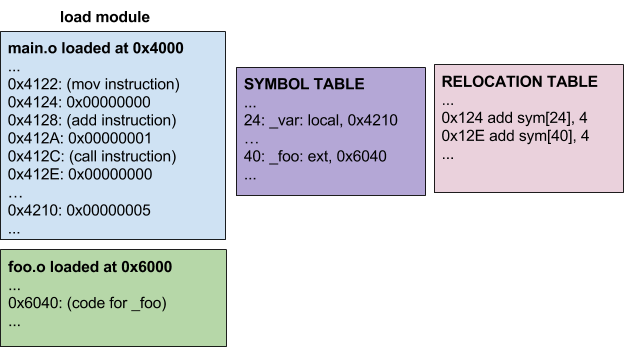 load module
main.o loaded at 0x4000
...
0x4122: (mov instruction)
0x4124: 0x00000000
0x4128: (add instruction)
0x412A: 0x00000001
0x412C: (call instruction)
0x412E: 0x00000000
…
0x4210: 0x00000005
...
foo.o loaded at 0x6000
...
0x6040: (code for _foo)
...
SYMBOL TABLE
...
24: _var: local, 0x4210
…
40: _foo: ext, 0x6040
...
RELOCATION TABLE
...
0x124 add sym[24], 4
0x12E add sym[40], 4
...